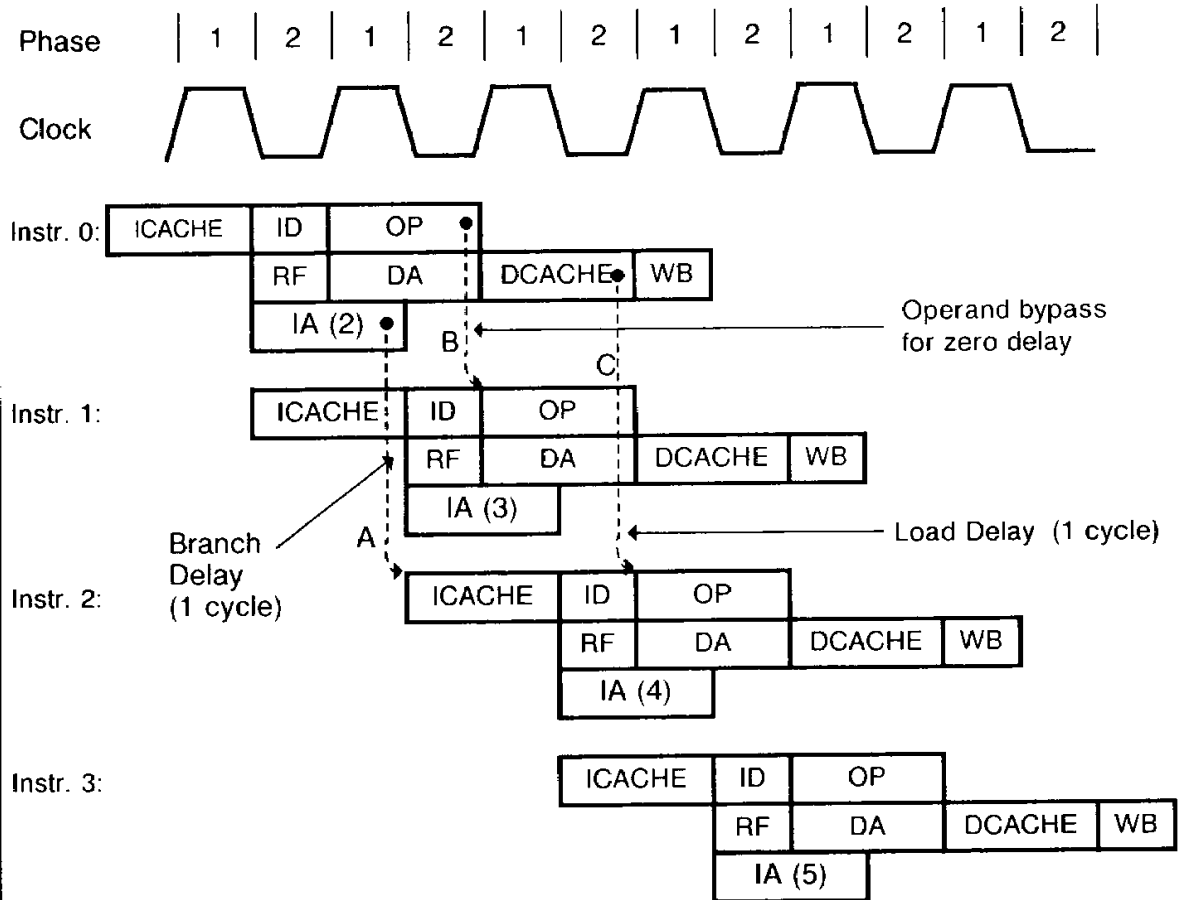 Phase | 1 | 2 | 1 | 2 | 1 | 2 | 1 | 2 | 1 | 2 | 1 | 2 |
Clock
Instr. 0: ICACHE ID OP
RF DA DCACHE WB
IA (2)
Operand bypass
for zero delay
B
C
Instr. 1: ICACHE ID OP
RF DA DCACHE WB
IA (3)
Branch
Delay
(1 cycle)
A
Load Delay (1 cycle)
Instr. 2: ICACHE ID OP
RF DA DCACHE WB
IA (4)
Instr. 3: ICACHE ID OP
RF DA DCACHE WB
IA (5)